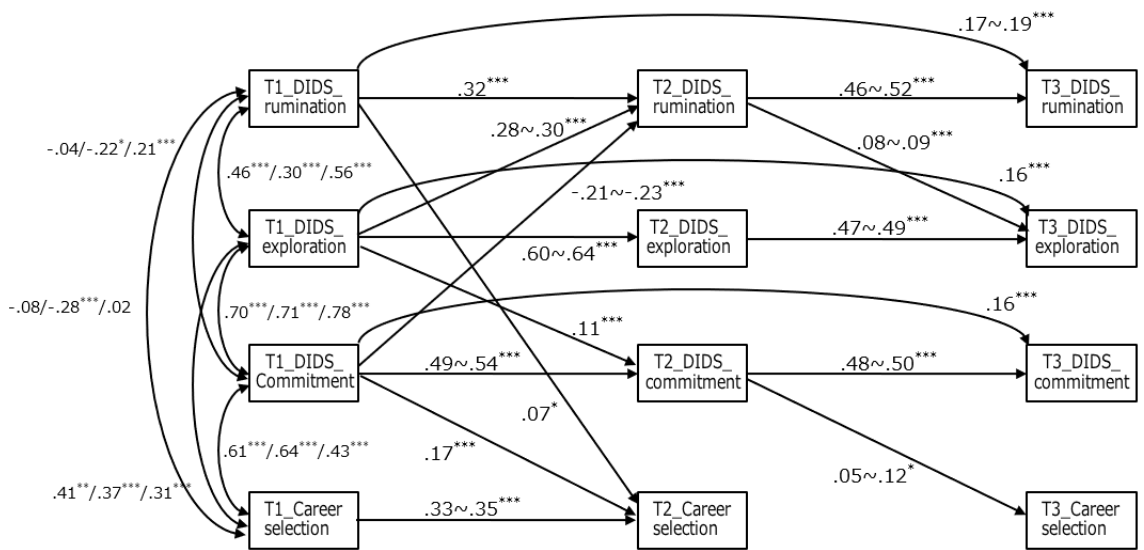 .17~.19***
T1_DIDS_
rumination
.32***
T2_DIDS_
rumination
.46~.52***
T3_DIDS_
rumination
-.04/-.22*/.21***
.28~.30***
.08~.09***
.46***/.30***/.56***
.16***
-.21~-.23***
T1_DIDS_
exploration
T2_DIDS_
exploration
.47~.49***
T3_DIDS_
exploration
.60~.64***
-.08/-.28***/.02
.70***/.71***/.78***
.11***
.16***
T1_DIDS_
Commitment
.49~.54***
T2_DIDS_
commitment
.48~.50***
T3_DIDS_
commitment
.07*
.61***/.64***/.43***
.17***
.05~.12*
.41**/.37***/.31***
T1_Career
selection
.33~.35***
T2_Career
selection
T3_Career
selection